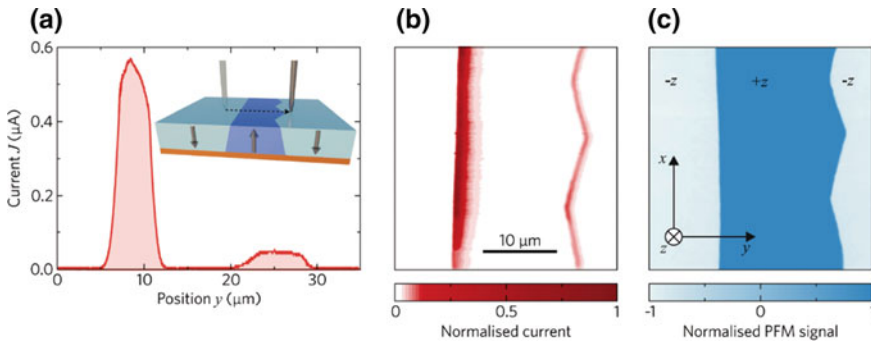 (a)
0.6
0.4
0.2
0.0
Current J (μA)
0 10 20 30
Position y (μm)
(b)
10 μm
0 0.5 1
Normalised current
(c)
-z +z -z
x
z y
-1 0 1
Normalised PFM signal